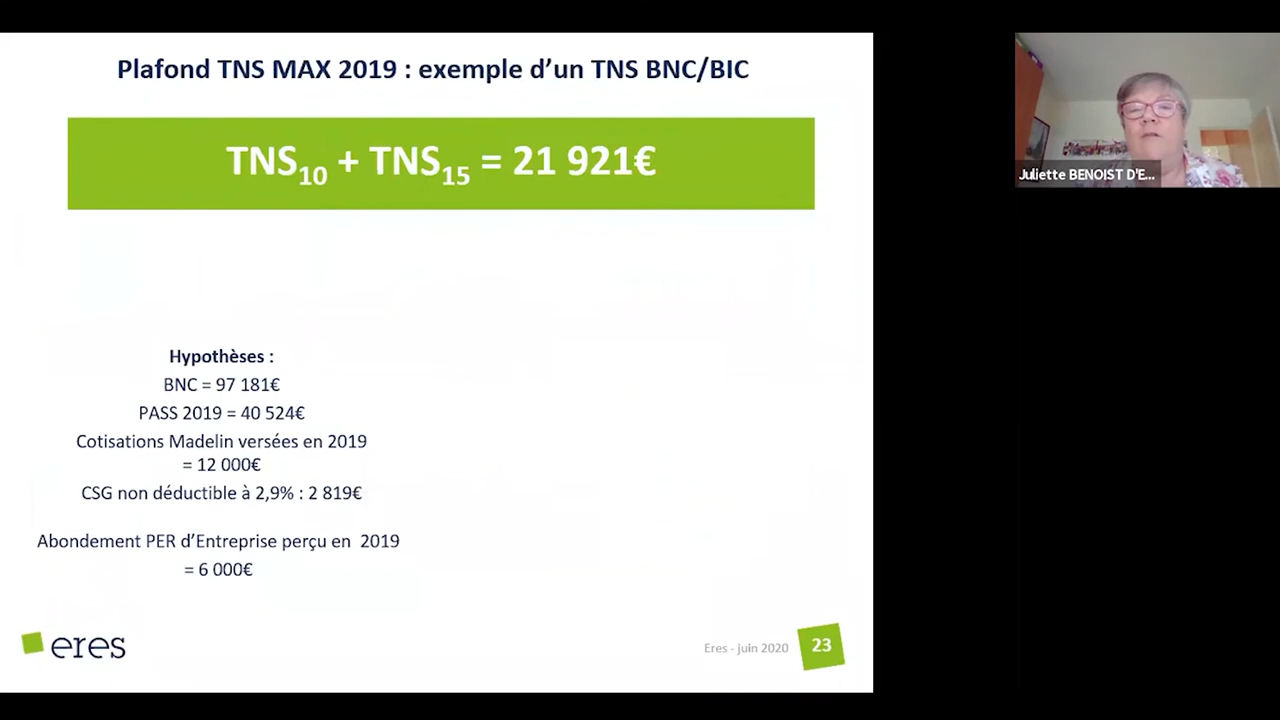 Plafond TNS MAX 2019 : exemple d’un TNS BNC/BIC
TNS10 + TNS15 = 21 921€
Juliette BENOIST D'E...
Hypothèses :
BNC = 97 181€
PASS 2019 = 40 524€
Cotisations Madelin versées en 2019
= 12 000€
CSG non déductible à 2,9% : 2 819€
Abondement PER d’Entreprise perçu en 2019
= 6 000€
eres
Eres - juin 2020
23